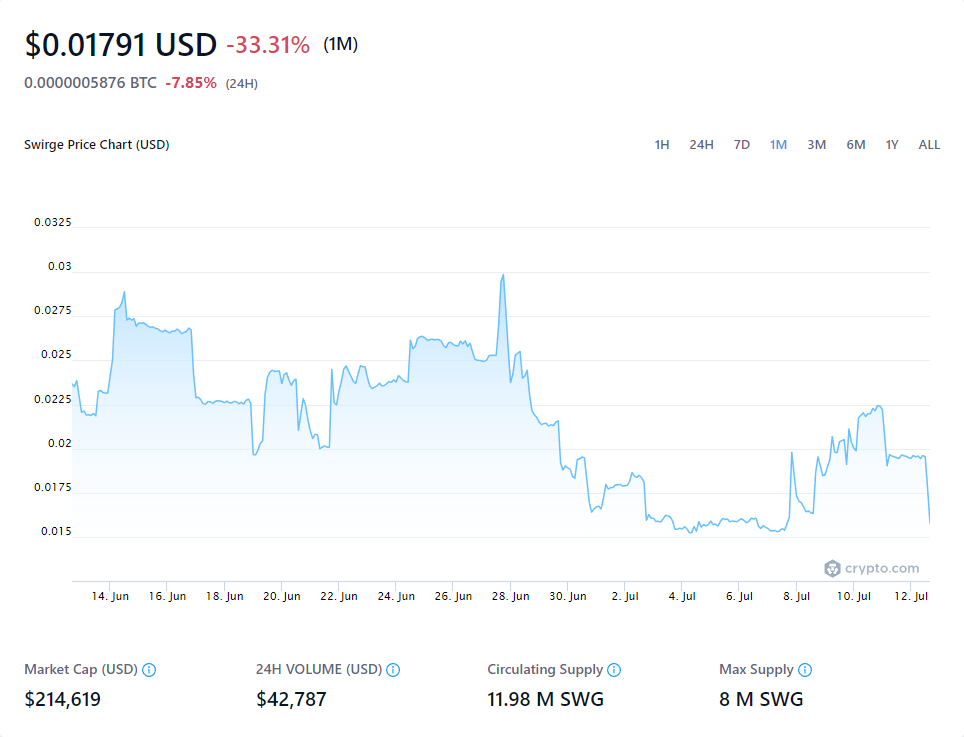 $0.01791 USD -33.31% (1M)
0.0000005876 BTC -7.85% (24H)
Swirge Price Chart (USD) 1H 24H 7D 1M 3M 6M 1Y ALL
0.0325
0.03
0.0275
0.025
0.0225
0.02
0.0175
0.015
crypto.com
14. Jun 16. Jun 18. Jun 20. Jun 22. Jun 24. Jun 26. Jun 28. Jun 30. Jun 2. Jul 4. Jul 6. Jul 8. Jul 10. Jul 12. Jul
Market Cap (USD) 24H VOLUME (USD) Circulating Supply Max Supply
$214,619 $42,787 11.98 M SWG 8 M SWG